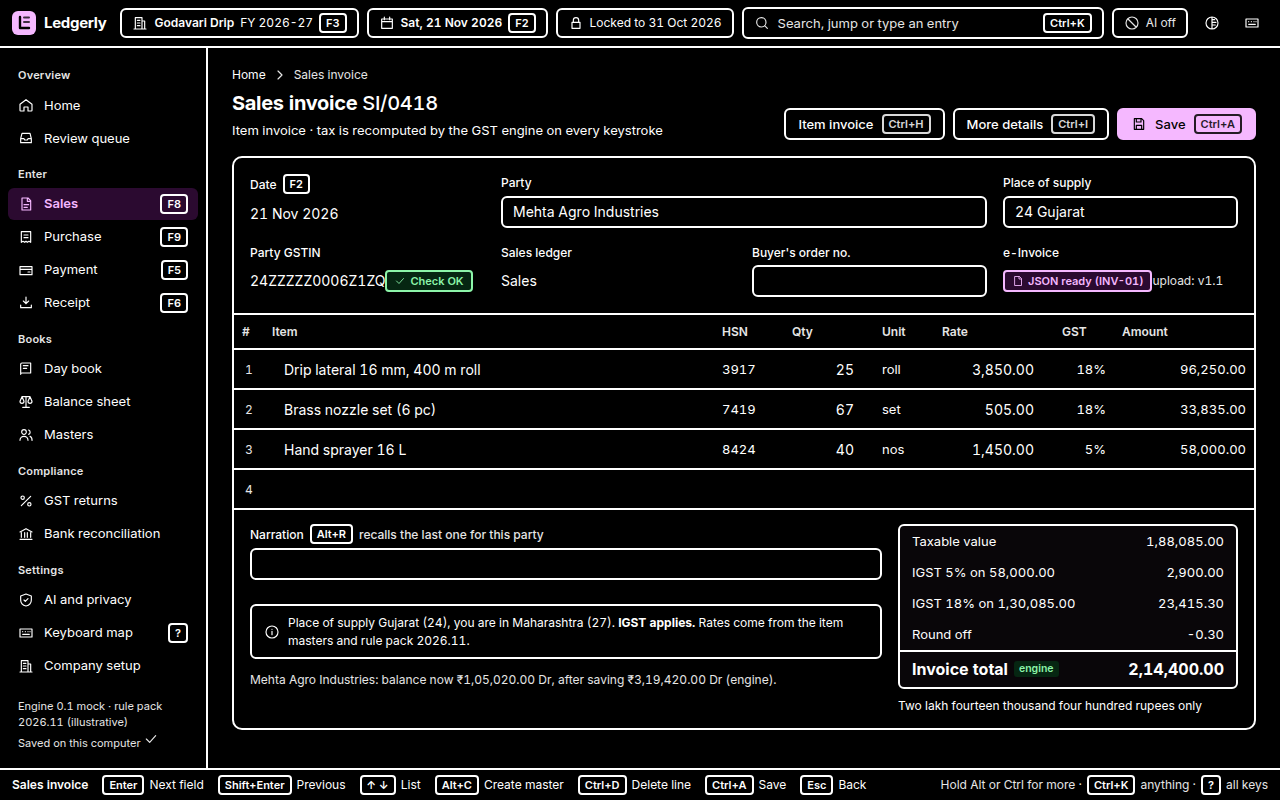 Ledgerly
Godavari Drip FY 2026-27 F3
Sat, 21 Nov 2026 F2
Locked to 31 Oct 2026
Search, jump or type an entry Ctrl+K
AI off
Overview
Home
Review queue
Enter
Sales F8
Purchase F9
Payment F5
Receipt F6
Books
Day book
Balance sheet
Masters
Compliance
GST returns
Bank reconciliation
Settings
AI and privacy
Keyboard map ?
Company setup
Engine 0.1 mock · rule pack
2026.11 (illustrative)
Saved on this computer
Home Sales invoice
Sales invoice SI/0418
Item invoice · tax is recomputed by the GST engine on every keystroke
Item invoice Ctrl+H
More details Ctrl+I
Save Ctrl+A
Date F2 Party Place of supply
21 Nov 2026 Mehta Agro Industries 24 Gujarat
Party GSTIN Sales ledger Buyer's order no. e-Invoice
24ZZZZZ0006Z1ZQ Check OK Sales JSON ready (INV-01) upload: v1.1
# Item HSN Qty Unit Rate GST Amount
1 Drip lateral 16 mm, 400 m roll 3917 25 roll 3,850.00 18% 96,250.00
2 Brass nozzle set (6 pc) 7419 67 set 505.00 18% 33,835.00
3 Hand sprayer 16 L 8424 40 nos 1,450.00 5% 58,000.00
4
Narration Alt+R recalls the last one for this party
Place of supply Gujarat (24), you are in Maharashtra (27). IGST applies. Rates come from the item
masters and rule pack 2026.11.
Mehta Agro Industries: balance now ₹1,05,020.00 Dr, after saving ₹3,19,420.00 Dr (engine).
Taxable value 1,88,085.00
IGST 5% on 58,000.00 2,900.00
IGST 18% on 1,30,085.00 23,415.30
Round off -0.30
Invoice total engine 2,14,400.00
Two lakh fourteen thousand four hundred rupees only
Sales invoice Enter Next field Shift+Enter Previous ↑↓ List Alt+C Create master Ctrl+D Delete line Ctrl+A Save Esc Back Hold Alt or Ctrl for more · Ctrl+K anything · ? all keys